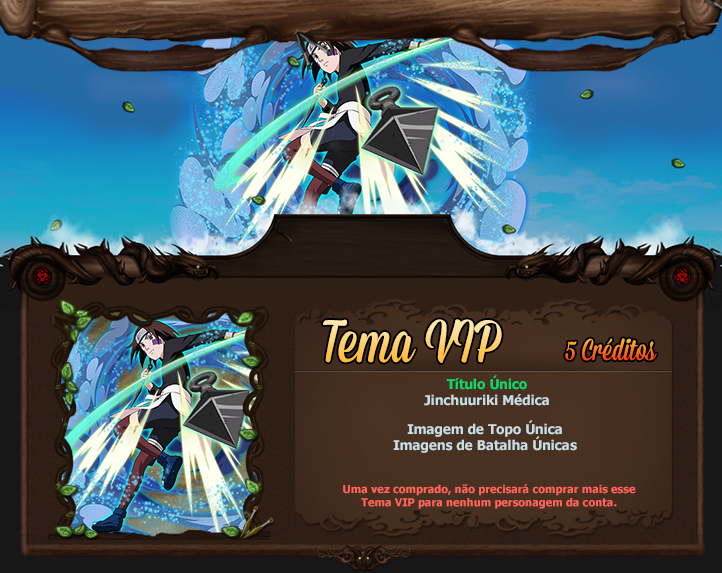 Tema VIP
5 Créditos
Título Único
Jinchuuriki Médica
Imagem de Topo Única
Imagens de Batalha Únicas
Uma vez comprado, não precisará comprar mais esse
Tema VIP para nenhum personagem da conta.